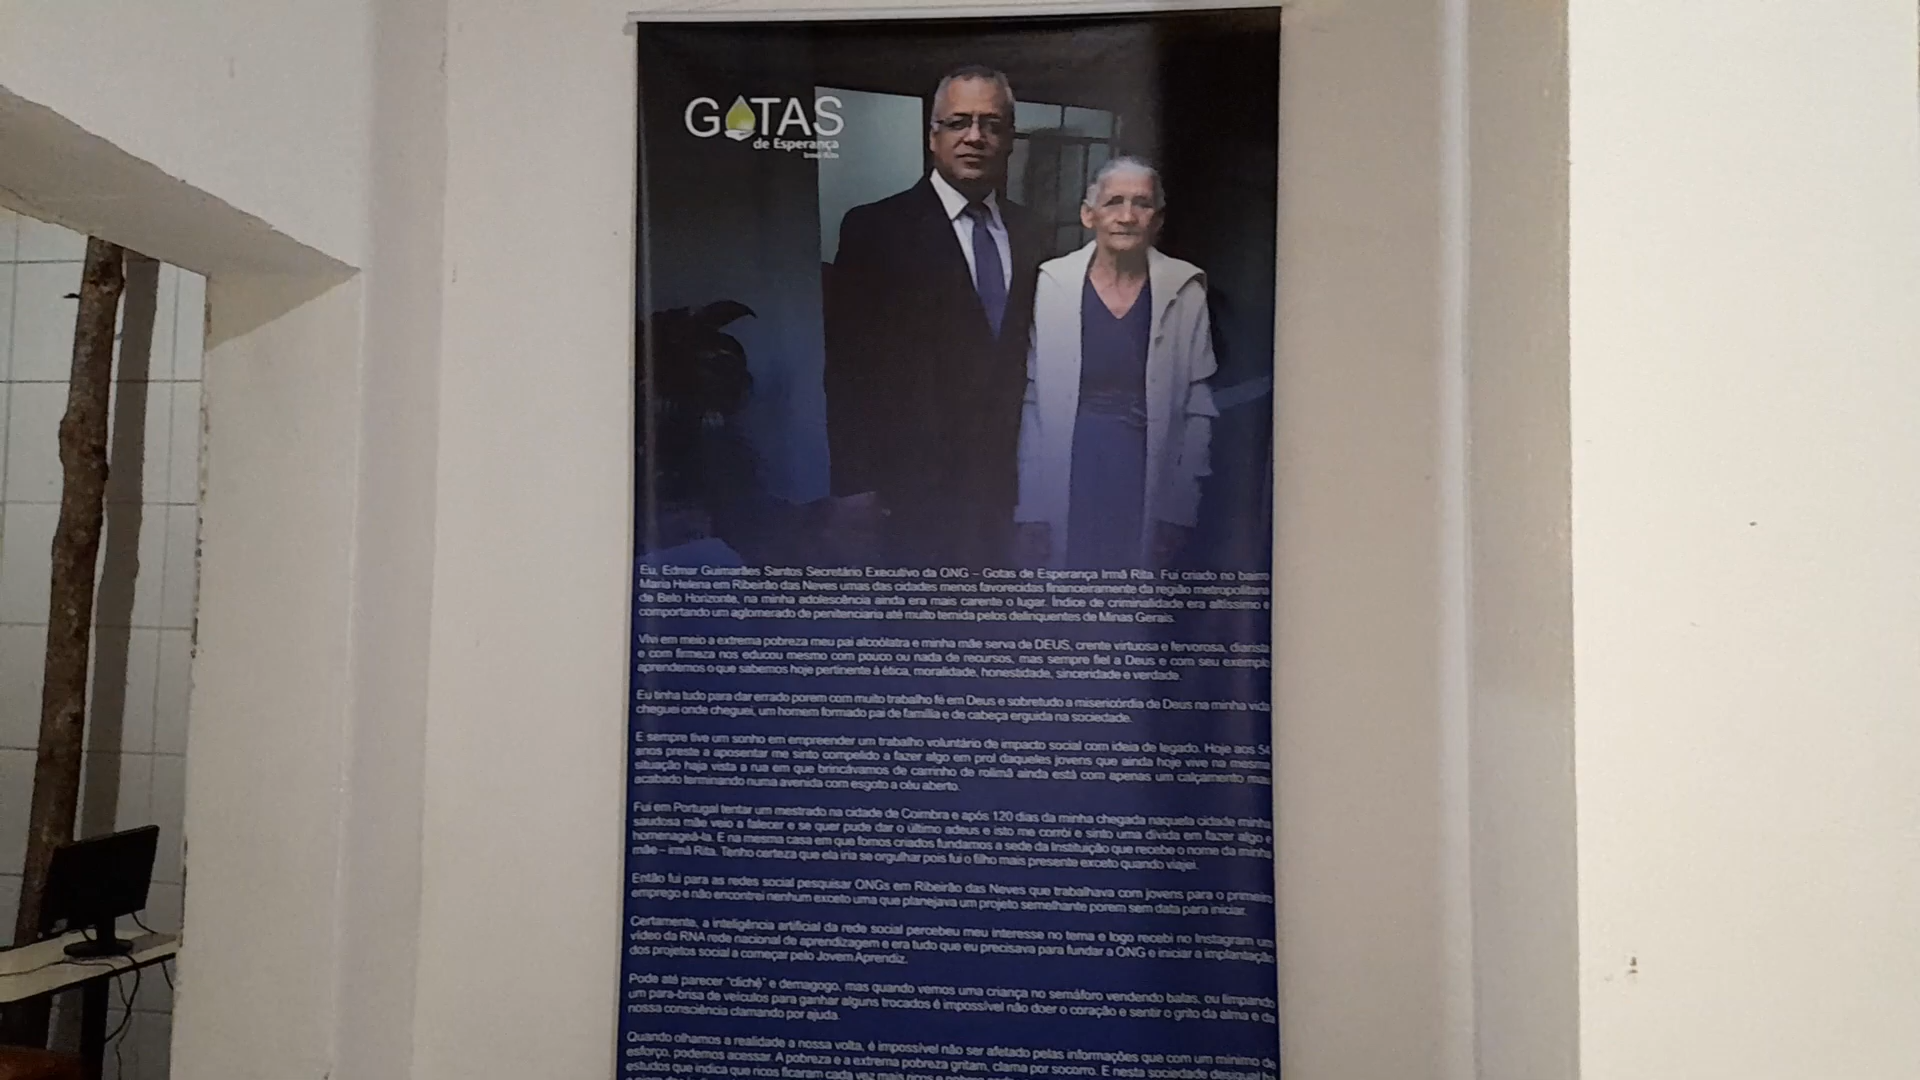 GOTAS
de Esperança
Irmã Rita
Eu, Edmar Guimarães Santos Secretário Executivo da ONG – Gotas de Esperança Irmã Rita. Fui criado no bairro
Maria Helena em Ribeirão das Neves umas das cidades menos favorecidas financeiramente da região metropolitana
de Belo Horizonte, na minha adolescência ainda era mais carente o lugar. Índice de criminalidade era altíssimo e
comportando um aglomerado de penitenciaria até muito temida pelos delinquentes de Minas Gerais.
Vivi em meio a extrema pobreza meu pai alcoólatra e minha mãe serva de DEUS, crente virtuosa e fervorosa, diarista
e com firmeza nos educou mesmo com pouco ou nada de recursos, mas sempre fiel a Deus e com seu exemplo
aprendemos o que sabemos hoje pertinente à ética, moralidade, honestidade, sinceridade e verdade.
Eu tinha tudo para dar errado porem com muito trabalho fé em Deus e sobretudo a misericórdia de Deus na minha vida
cheguei onde cheguei, um homem formado pai de família e de cabeça erguida na sociedade.
E sempre tive um sonho em empreender um trabalho voluntário de impacto social com ideia de legado. Hoje aos 54
anos preste a aposentar me sinto compelido a fazer algo em prol daqueles jovens que ainda hoje vive na mesma
situação haja vista a rua em que brincávamos de carrinho de rolimã ainda está com apenas um calçamento mau
acabado terminando numa avenida com esgoto a céu aberto.
Fui em Portugal tentar um mestrado na cidade de Coimbra e após 120 dias da minha chegada naquela cidade minha
saudosa mãe veio a falecer e se quer pude dar o último adeus e isto me corrói e sinto uma divida em fazer algo e
homenageá-la. E na mesma casa em que fomos criados fundamos a sede da Instituição que recebe o nome da minha
mãe – irmã Rita. Tenho certeza que ela iria se orgulhar pois fui o filho mais presente exceto quando viajei.
Então fui para as redes social pesquisar ONGs em Ribeirão das Neves que trabalhava com jovens para o primeiro
emprego e não encontrei nenhum exceto uma que planejava um projeto semelhante porem sem data para iniciar.
Certamente, a inteligência artificial da rede social percebeu meu interesse no tema e logo recebi no Instagram um
vídeo da RNA rede nacional de aprendizagem e era tudo que eu precisava para fundar a ONG e iniciar a implantação
dos projetos social a começar pelo Jovem Aprendiz.
Pode até parecer “clichê” e demagogo, mas quando vemos uma criança no semáforo vendendo balas, ou limpando
um para-brisa de veículos para ganhar alguns trocados é impossível não doer o coração e sentir o grito da alma e da
nossa consciência clamando por ajuda.
Quando olhamos a realidade a nossa volta, é impossível não ser afetado pelas informações que com um mínimo de
esforço, podemos acessar. A pobreza e a extrema pobreza gritam, clama por socorro. E nesta sociedade desigual há
estudos que indica que ricos ficaram cada vez mais ricos e